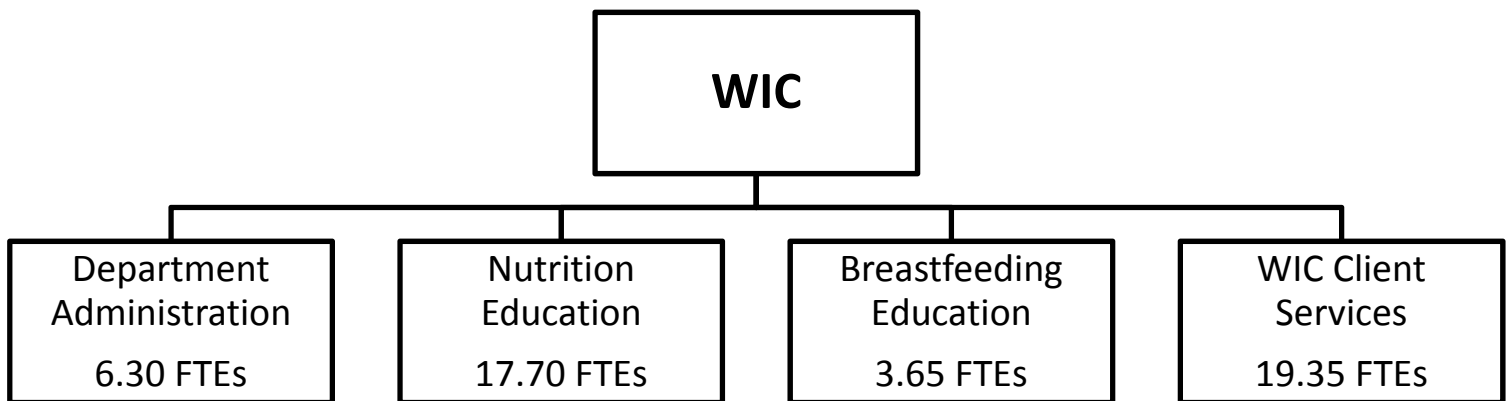 WIC
Department
Administration
6.30 FTEs
Nutrition
Education
17.70 FTEs
Breastfeeding
Education
3.65 FTEs
WIC Client
Services
19.35 FTEs